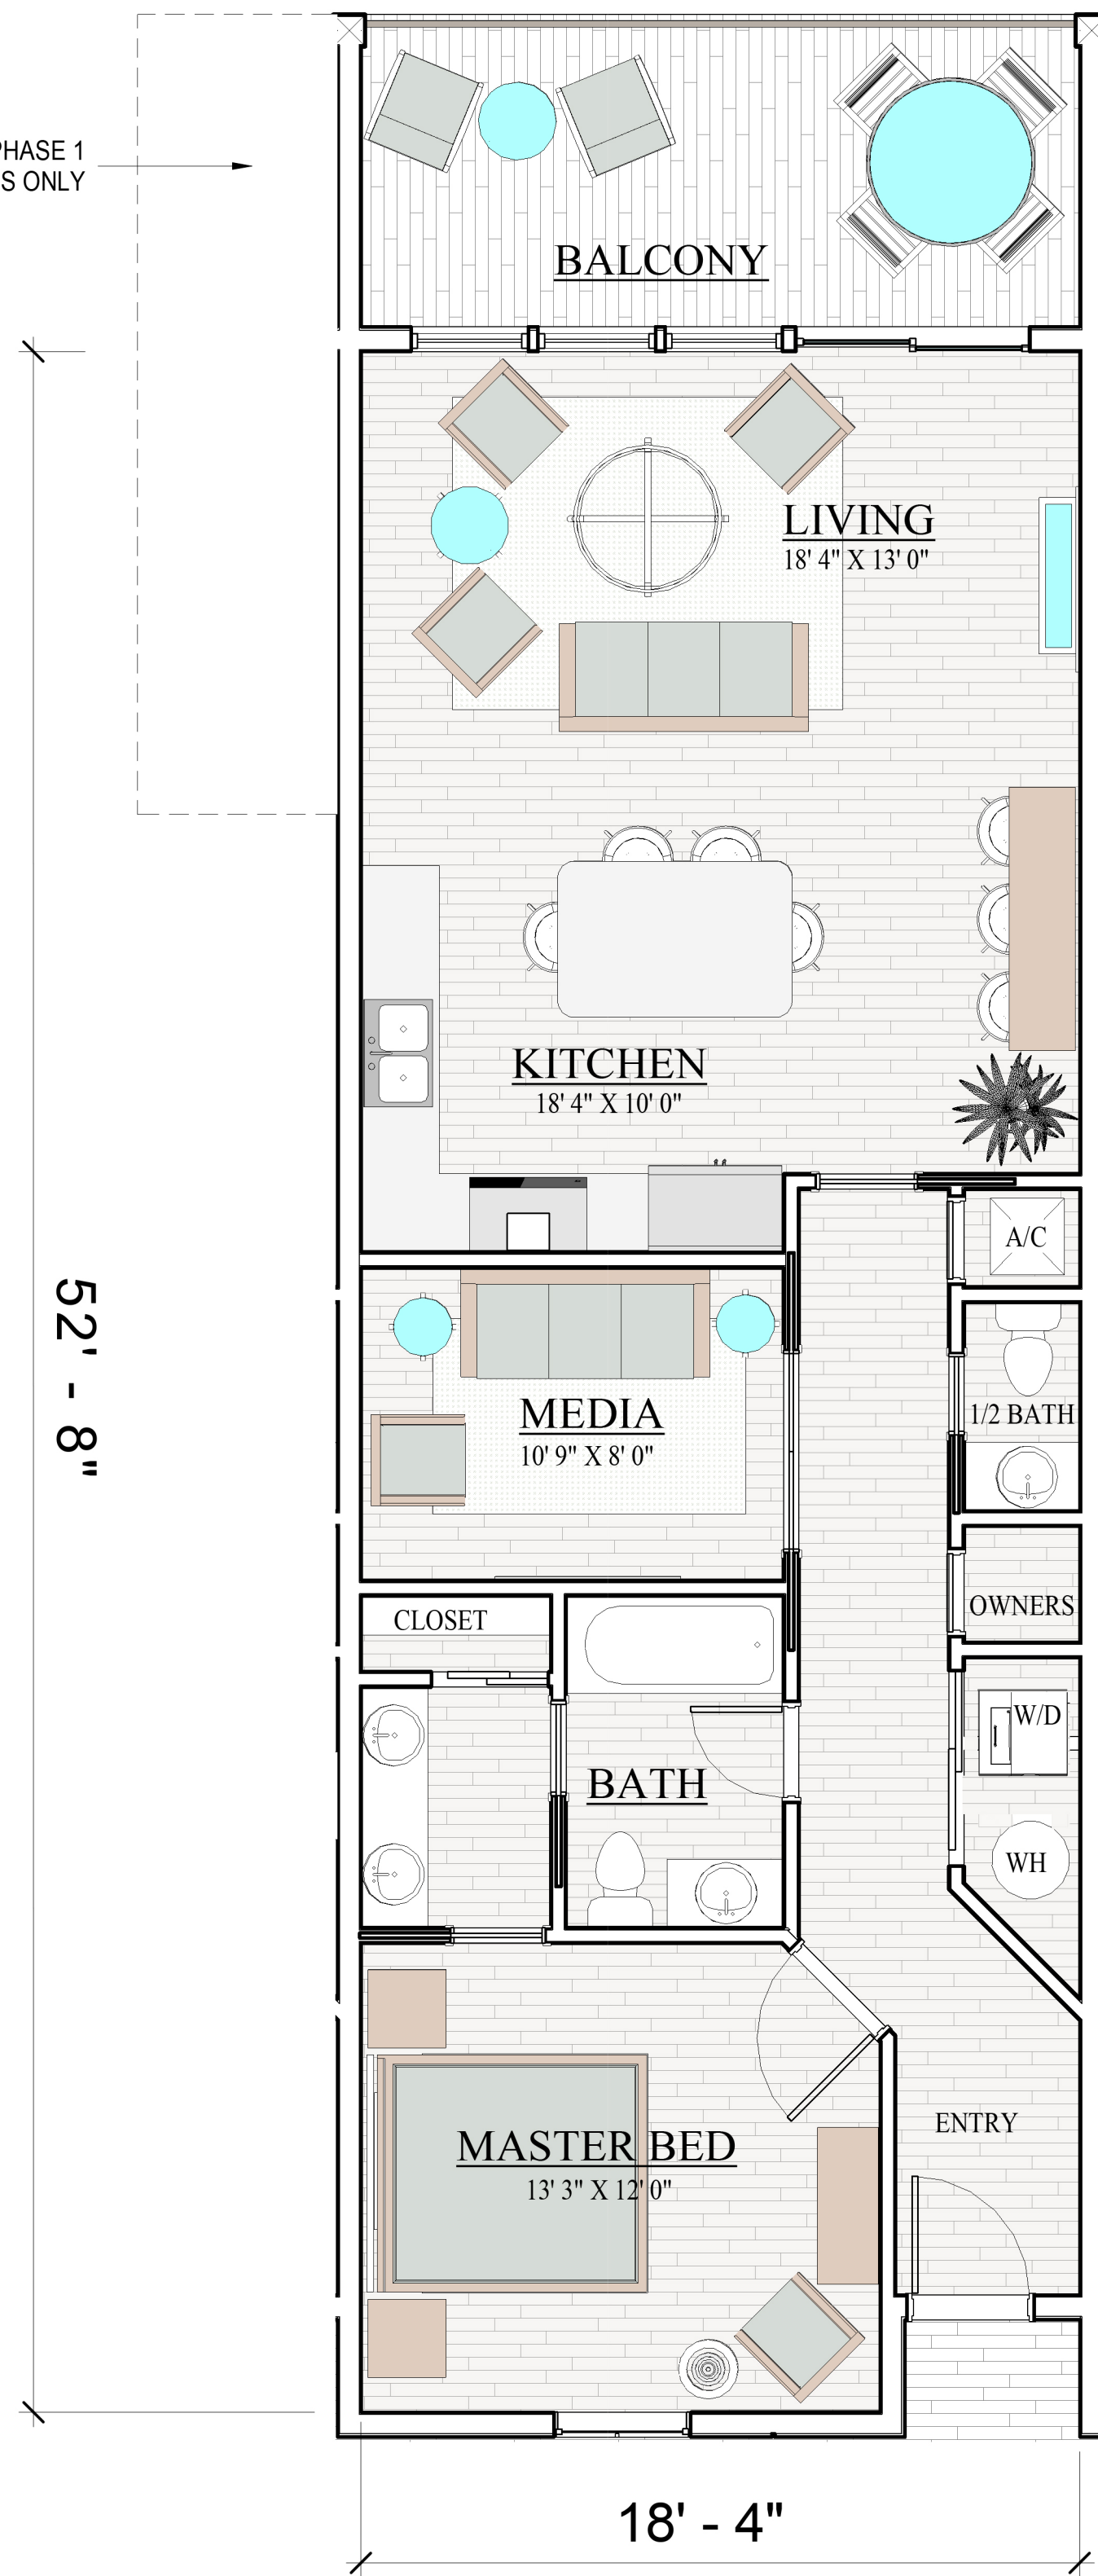 PHASE 1
S ONLY
BALCONY
LIVING
18' 4" X 13' 0"
KITCHEN
18' 4" X 10' 0"
A/C
1/2 BATH
MEDIA
10' 9" X 8' 0"
52' - 8"
OWNERS
CLOSET
W/D
BATH
WH
ENTRY
MASTER BED
13' 3" X 12' 0"
18' - 4"